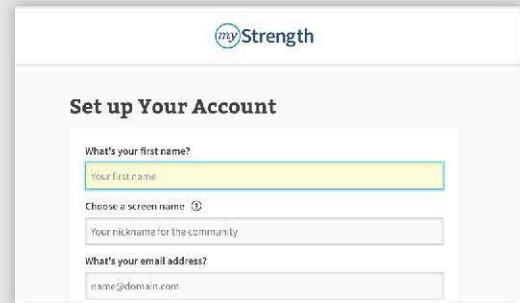 myStrength
Set up Your Account
What's your first name?
Your first name
Choose a screen name ?
Your nickname for the community
What's your email address?
name@domain.com